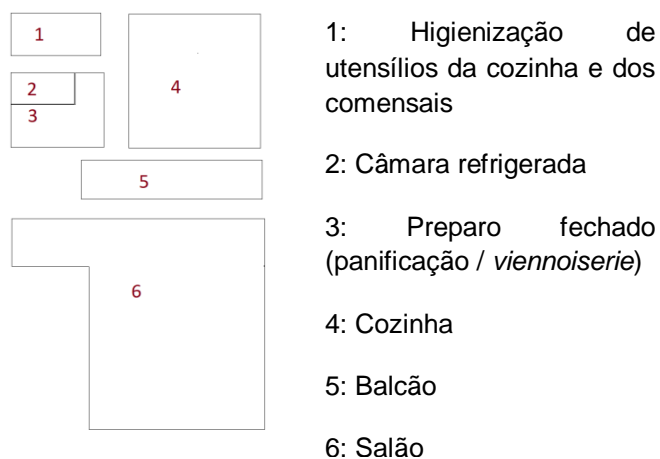 1
2
3
4
5
6
1: Higienização de
utensílios da cozinha e dos
comensais
2: Câmara refrigerada
3: Preparo fechado
(panificação / viennoiserie)
4: Cozinha
5: Balcão
6: Salão